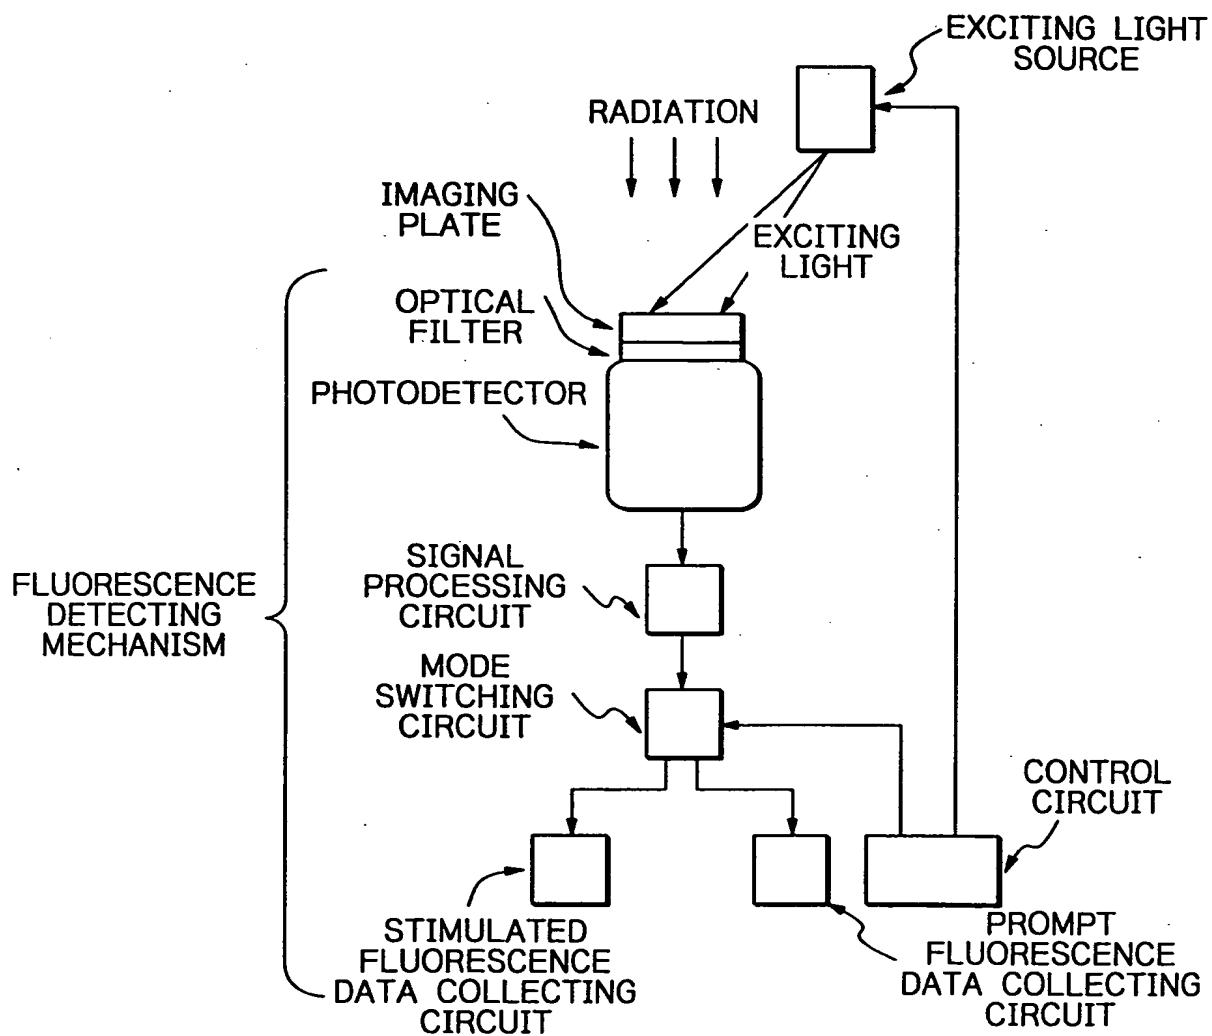 EXCITING LIGHT
SOURCE
RADIATION
IMAGING
PLATE
EXCITING
LIGHT
OPTICAL
FILTER
PHOTODETECTOR
SIGNAL
PROCESSING
CIRCUIT
FLUORESCENCE
DETECTING
MECHANISM
MODE
SWITCHING
CIRCUIT
CONTROL
CIRCUIT
STIMULATED
FLUORESCENCE
DATA COLLECTING
CIRCUIT
PROMPT
FLUORESCENCE
DATA COLLECTING
CIRCUIT